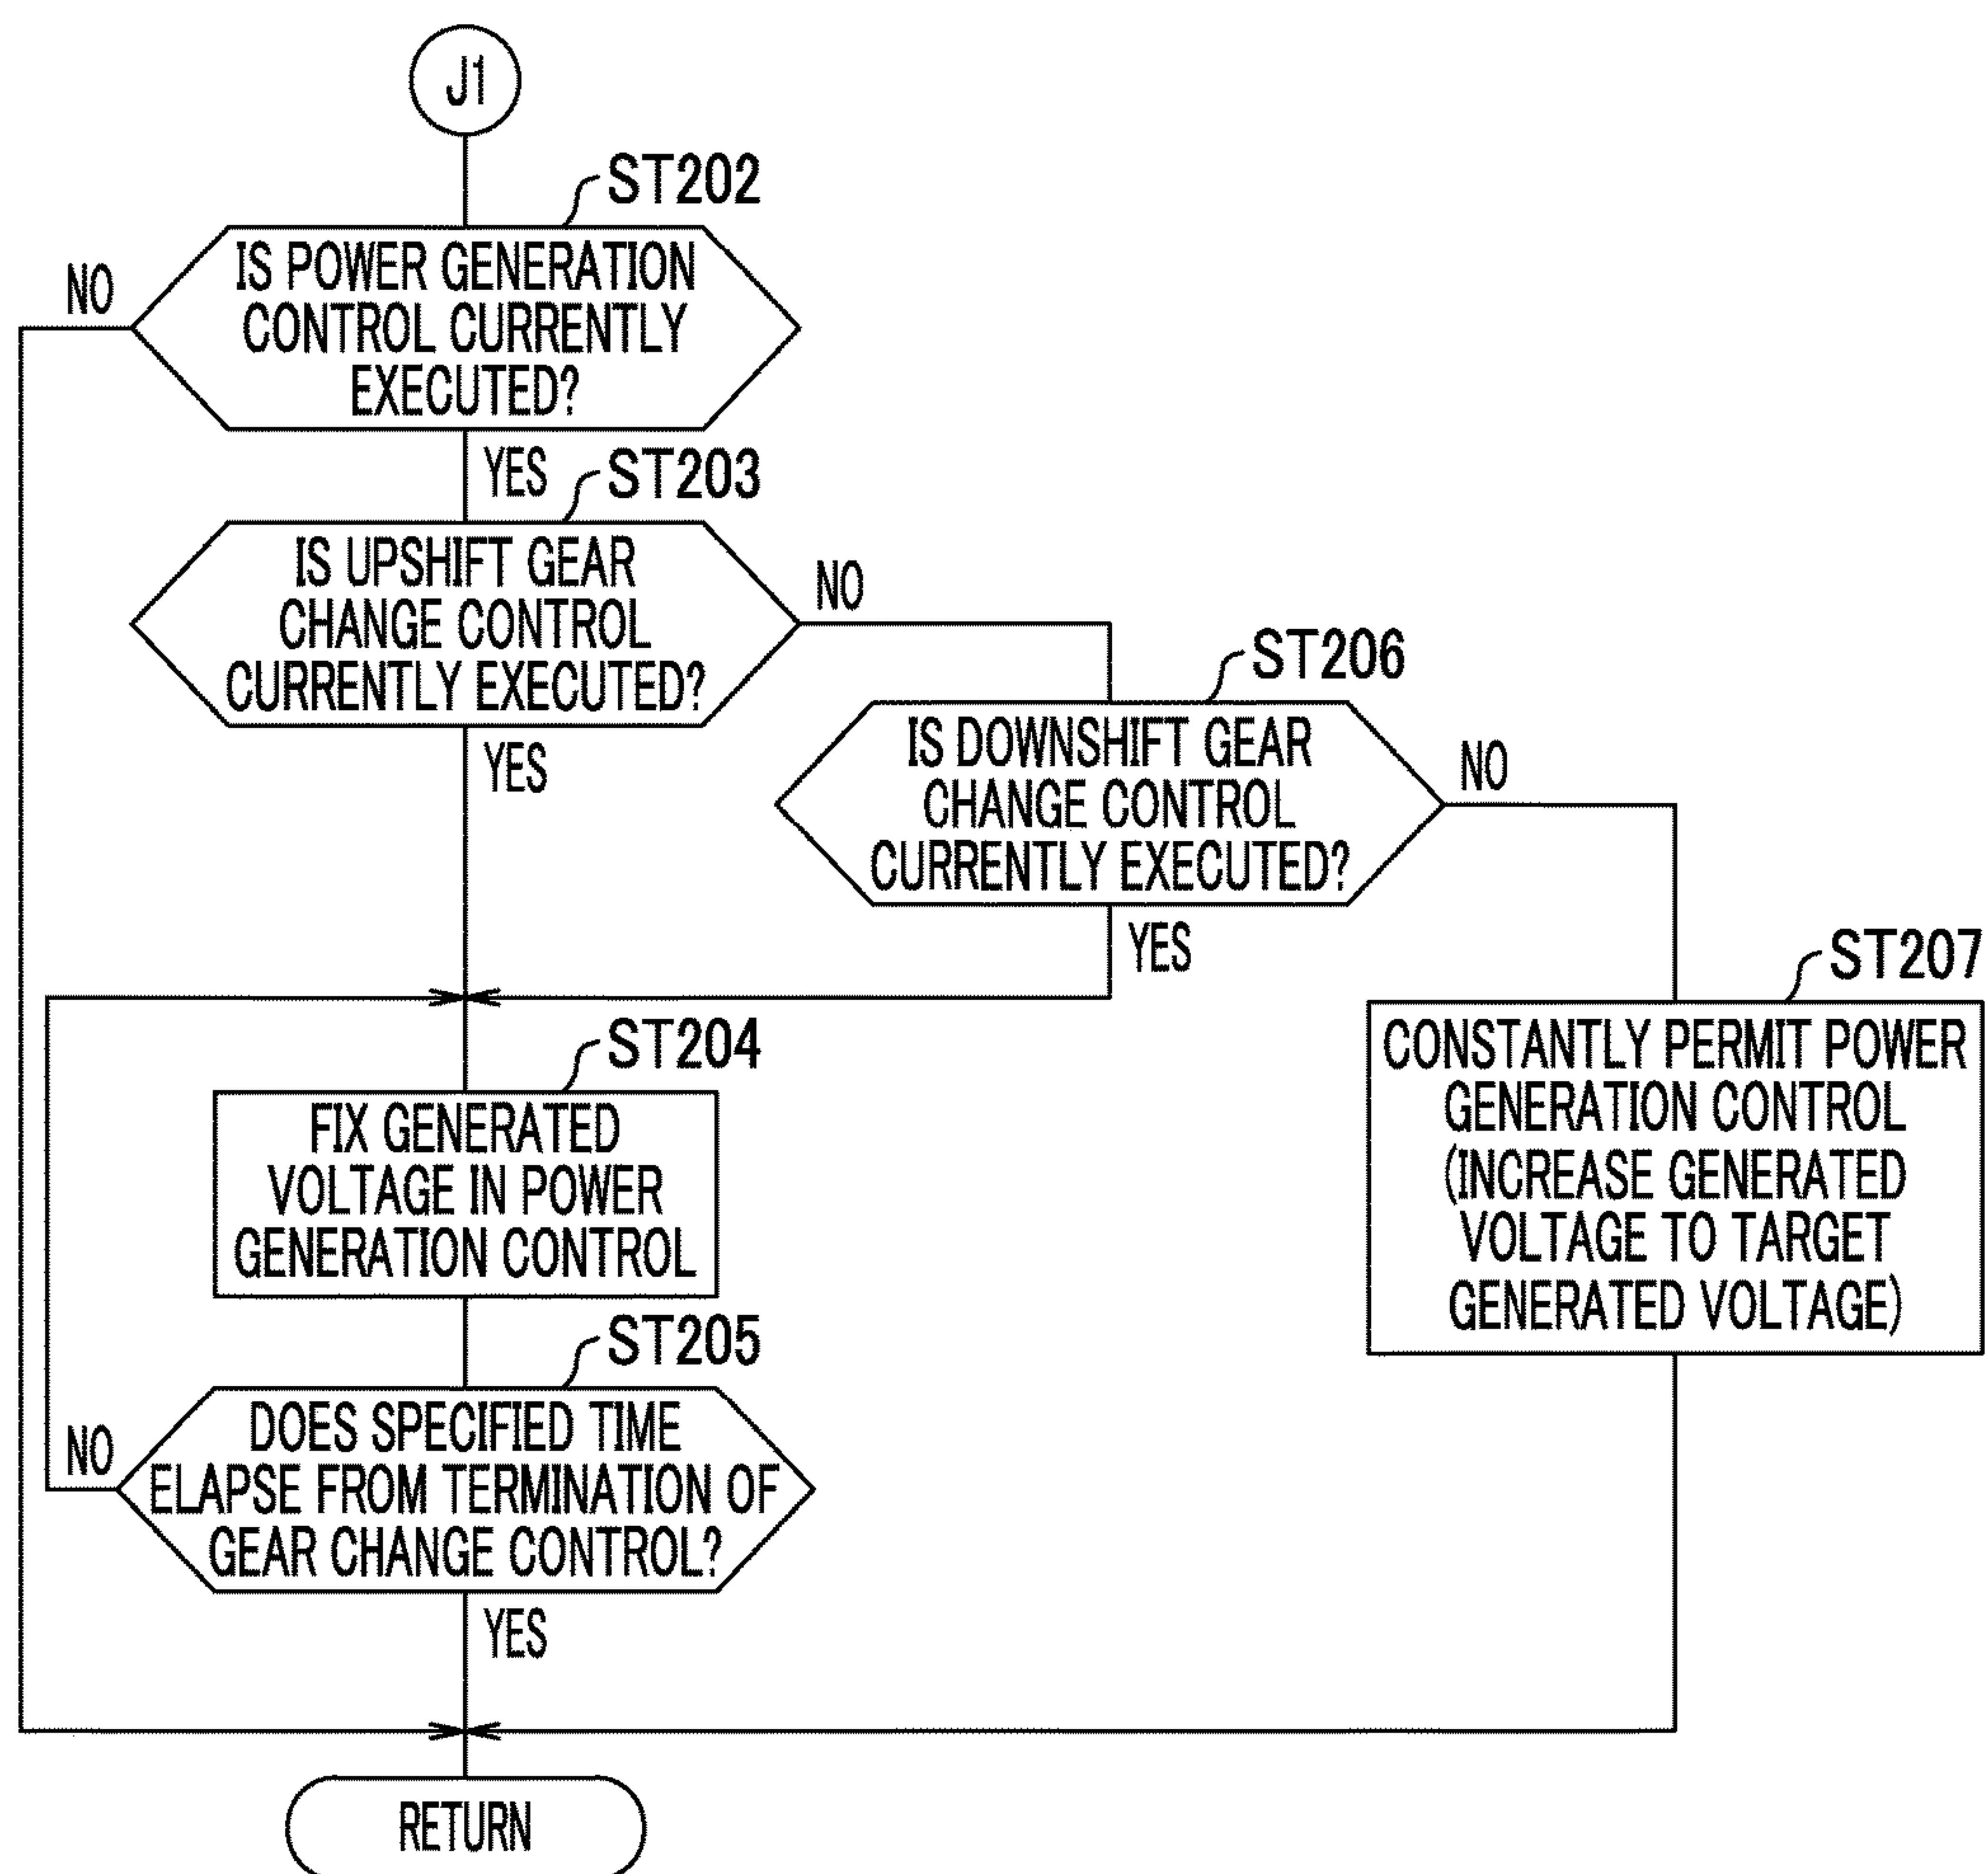 J1
ST202
IS POWER GENERATION
CONTROL CURRENTLY
EXECUTED?
NO
YES
ST203
IS UPSHIFT GEAR
CHANGE CONTROL
CURRENTLY EXECUTED?
NO
YES
ST206
IS DOWNSHIFT GEAR
CHANGE CONTROL
CURRENTLY EXECUTED?
NO
YES
ST207
CONSTANTLY PERMIT POWER
GENERATION CONTROL
(INCREASE GENERATED
VOLTAGE TO TARGET
GENERATED VOLTAGE)
ST204
FIX GENERATED
VOLTAGE IN POWER
GENERATION CONTROL
ST205
DOES SPECIFIED TIME
ELAPSE FROM TERMINATION OF
GEAR CHANGE CONTROL?
NO
YES
RETURN